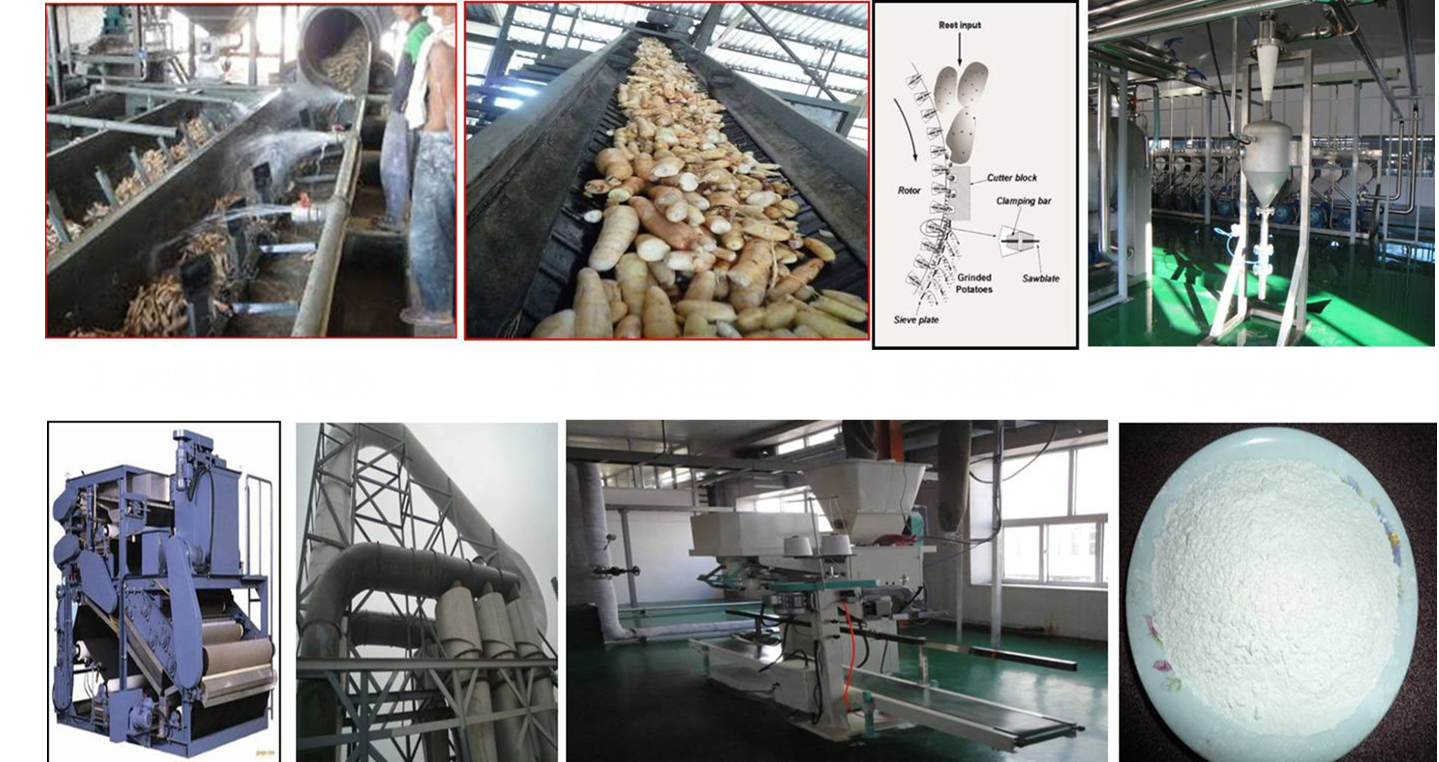 Root input
Rotor
Cutter block
Clamping bar
Grinded
Potatoes
Sawblate
Sieve plate